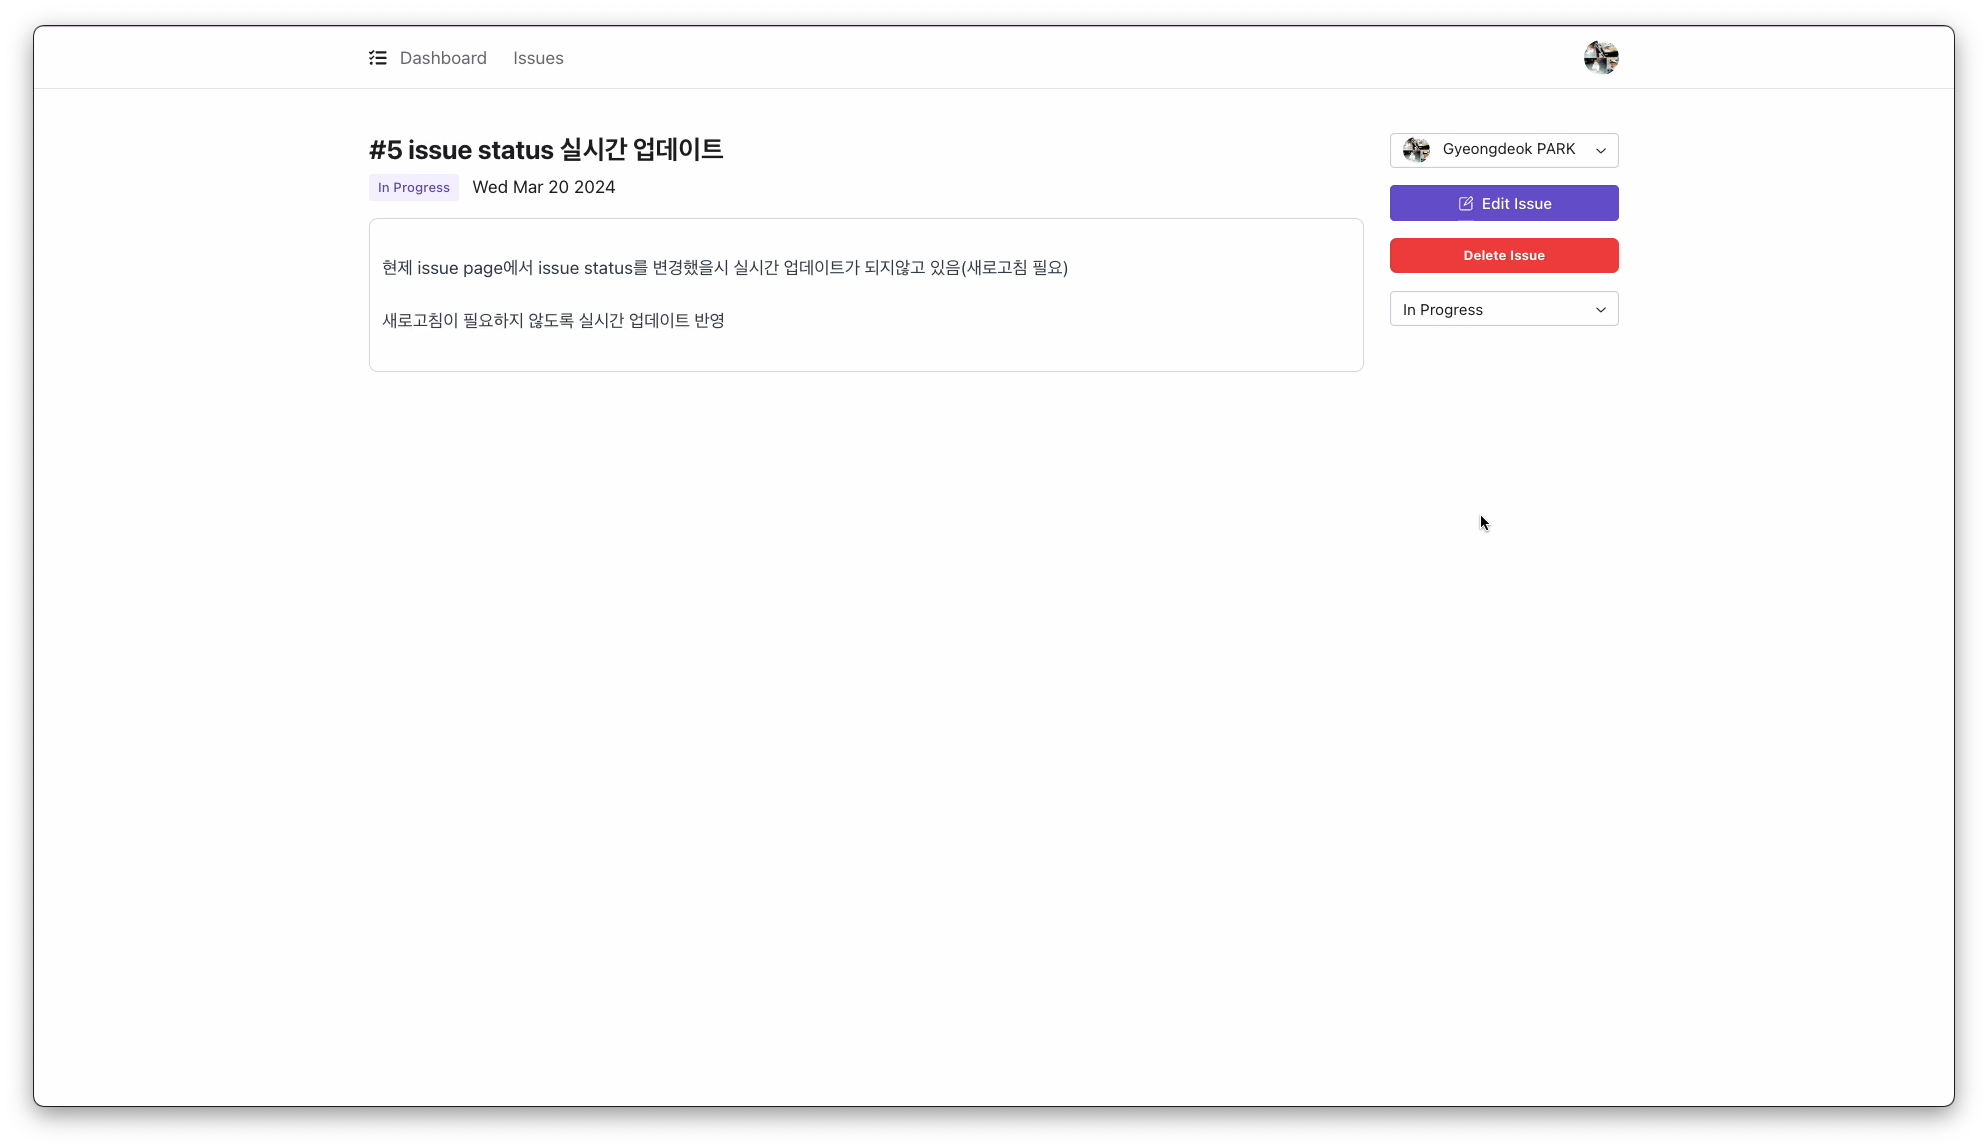 Dashboard Issues
#5 issue status 실시간 업데이트
In Progress Wed Mar 20 2024
현제 issue page에서 issue status를 변경했을시 실시간 업데이트가 되지않고 있음(새로고침 필요)
새로고침이 필요하지 않도록 실시간 업데이트 반영
Gyeongdeok PARK
Edit Issue
Delete Issue
In Progress